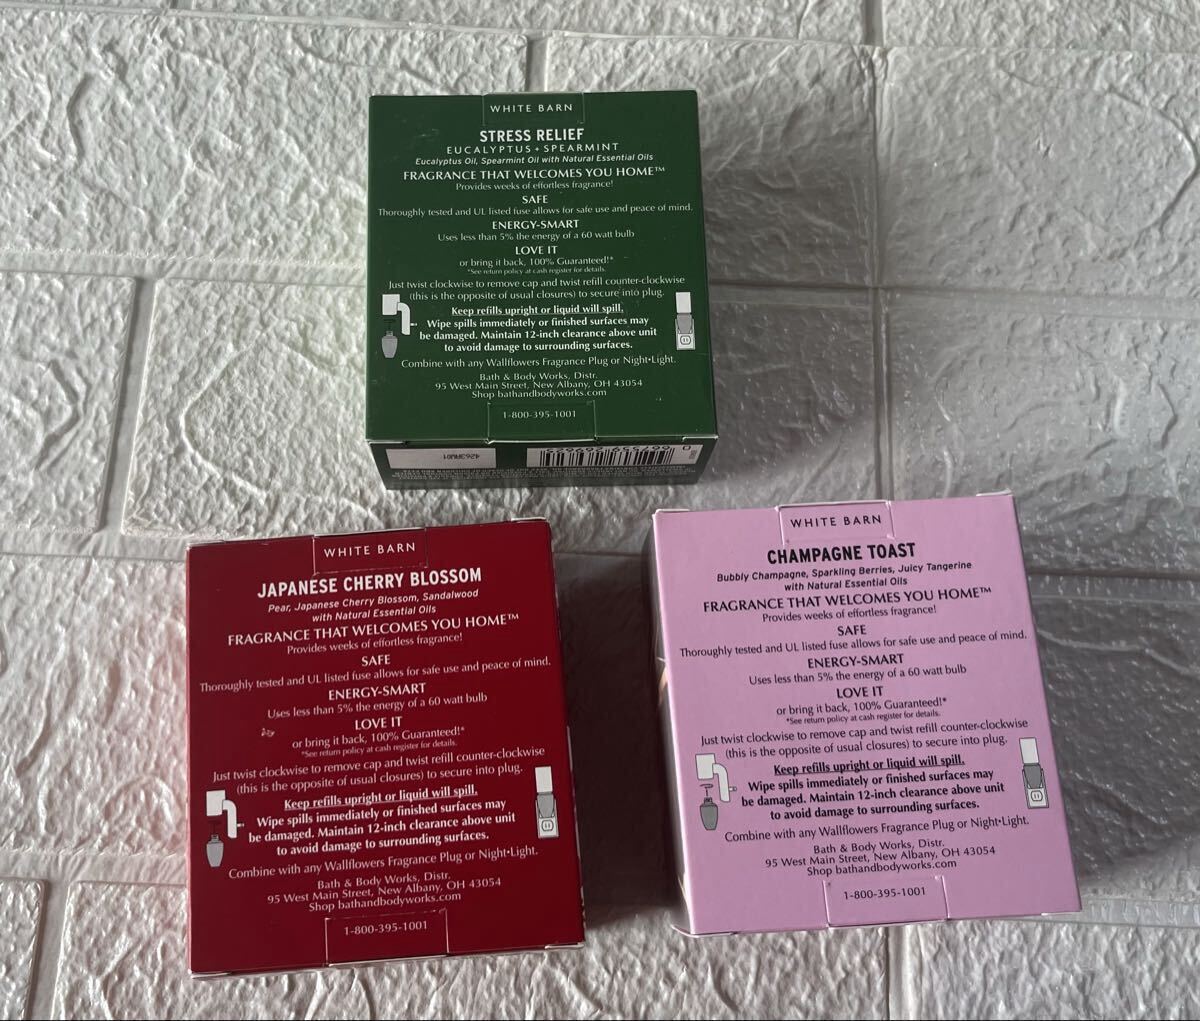 WHITE BARN
STRESS RELIEF
EUCALYPTUS + SPEARMINT
Eucalyptus Oil, Spearmint Oil with Natural Essential Oils
FRAGRANCE THAT WELCOMES YOU HOME™
Provides weeks of effortless fragrance!
SAFE
Thoroughly tested and UL listed fuse allows for safe use and peace of mind.
ENERGY-SMART
Uses less than 5% the energy of a 60 watt bulb
LOVE IT
or bring it back, 100% Guaranteed!*
*See return policy at cash register for details.
Just twist clockwise to remove cap and twist refill counter-clockwise
(this is the opposite of usual closures) to secure into plug.
Keep refills upright or liquid will spill.
Wipe spills immediately or finished surfaces may
be damaged. Maintain 12-inch clearance above unit
to avoid damage to surrounding surfaces.
Combine with any Wallflowers Fragrance Plug or Night•Light.
Bath & Body Works, Distr.
95 West Main Street, New Albany, OH 43054
Shop bathandbodyworks.com
1-800-395-1001
WHITE BARN
JAPANESE CHERRY BLOSSOM
Pear, Japanese Cherry Blossom, Sandalwood
with Natural Essential Oils
FRAGRANCE THAT WELCOMES YOU HOME™
Provides weeks of effortless fragrance!
SAFE
Thoroughly tested and UL listed fuse allows for safe use and peace of mind.
ENERGY-SMART
Uses less than 5% the energy of a 60 watt bulb
LOVE IT
or bring it back, 100% Guaranteed!*
*See return policy at cash register for details.
Just twist clockwise to remove cap and twist refill counter-clockwise
(this is the opposite of usual closures) to secure into plug.
Keep refills upright or liquid will spill.
Wipe spills immediately or finished surfaces may
be damaged. Maintain 12-inch clearance above unit
to avoid damage to surrounding surfaces.
Combine with any Wallflowers Fragrance Plug or Night•Light.
Bath & Body Works, Distr.
95 West Main Street, New Albany, OH 43054
Shop bathandbodyworks.com
1-800-395-1001
WHITE BARN
CHAMPAGNE TOAST
Bubbly Champagne, Sparkling Berries, Juicy Tangerine
with Natural Essential Oils
FRAGRANCE THAT WELCOMES YOU HOME™
Provides weeks of effortless fragrance!
SAFE
Thoroughly tested and UL listed fuse allows for safe use and peace of mind.
ENERGY-SMART
Uses less than 5% the energy of a 60 watt bulb
LOVE IT
or bring it back, 100% Guaranteed!*
*See return policy at cash register for details.
Just twist clockwise to remove cap and twist refill counter-clockwise
(this is the opposite of usual closures) to secure into plug.
Keep refills upright or liquid will spill.
Wipe spills immediately or finished surfaces may
be damaged. Maintain 12-inch clearance above unit
to avoid damage to surrounding surfaces.
Combine with any Wallflowers Fragrance Plug or Night•Light.
Bath & Body Works, Distr.
95 West Main Street, New Albany, OH 43054
Shop bathandbodyworks.com
1-800-395-1001